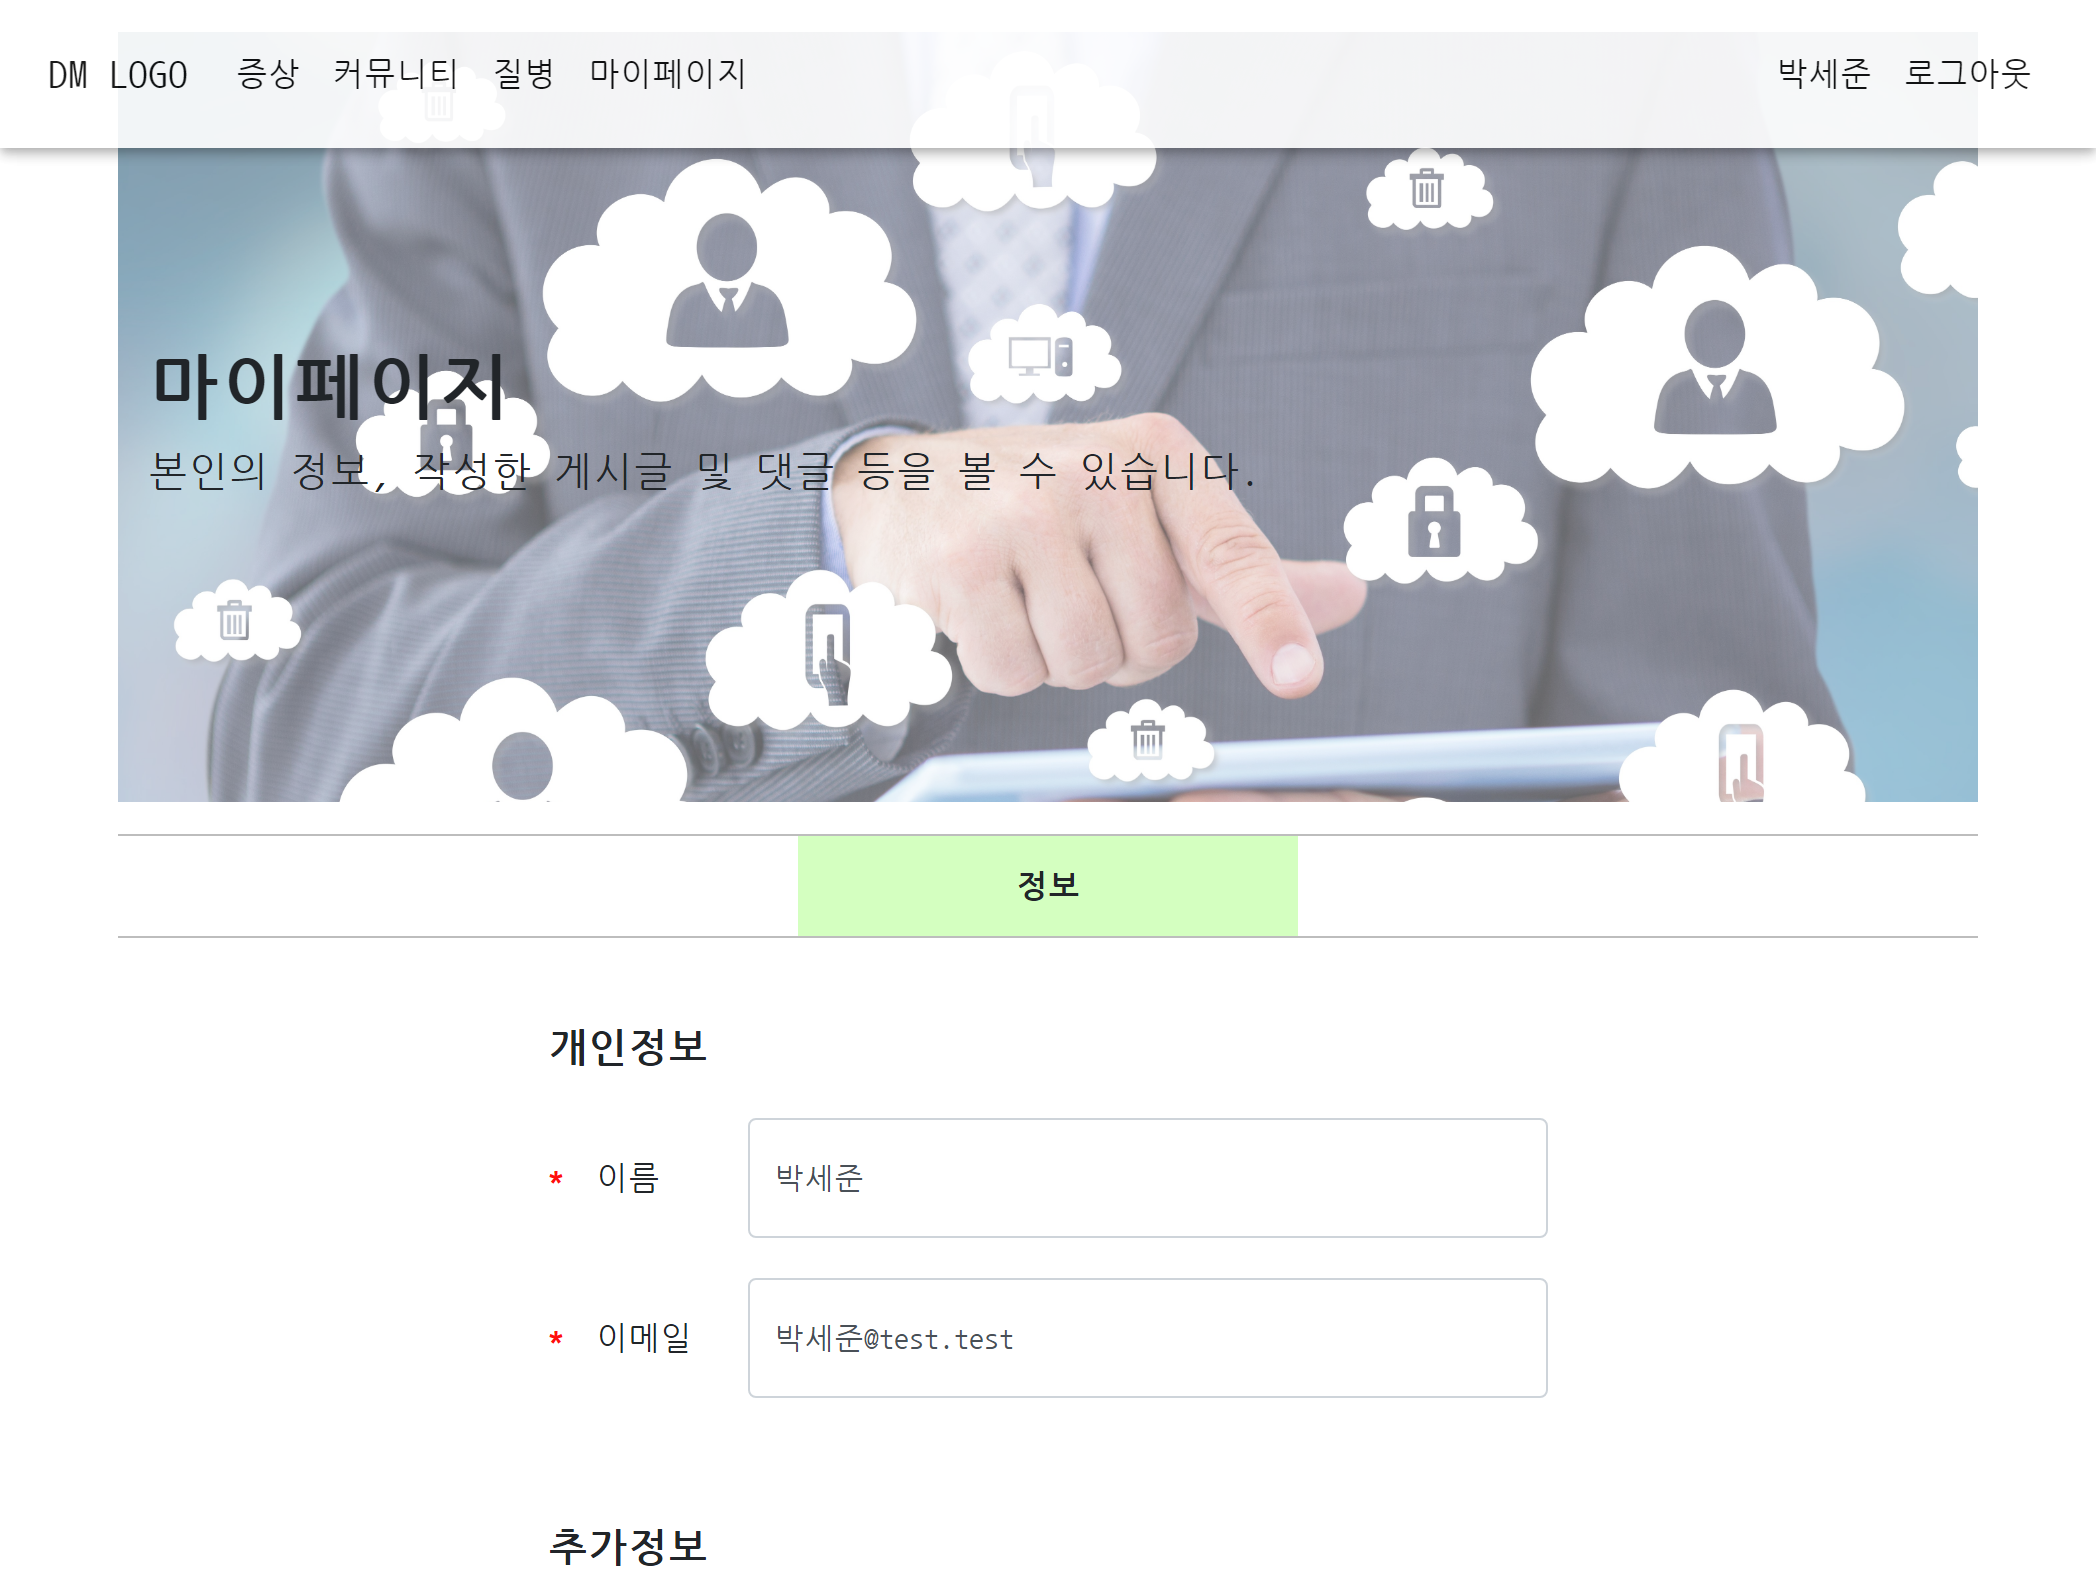 DM LOGO 증상 커뮤니티 질병 마이페이지 박세준 로그아웃
마이페이지
본인의 정보, 작성한 게시글 및 댓글 등을 볼 수 있습니다.
정보
개인정보
* 이름 박세준
* 이메일 박세준@test.test
추가정보